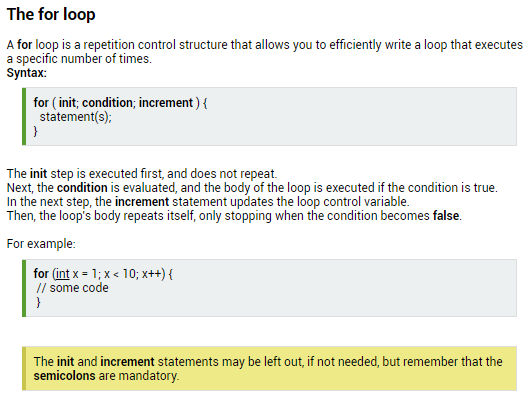 The for loop
A for loop is a repetition control structure that allows you to efficiently write a loop that executes
a specific number of times.
Syntax:
for ( init; condition; increment ) {
statement(s);
}
The init step is executed first, and does not repeat.
Next, the condition is evaluated, and the body of the loop is executed if the condition is true.
In the next step, the increment statement updates the loop control variable.
Then, the loop's body repeats itself, only stopping when the condition becomes false.
For example:
for (int x = 1; x < 10; x++) {
// some code
}
The init and increment statements may be left out, if not needed, but remember that the
semicolons are mandatory.